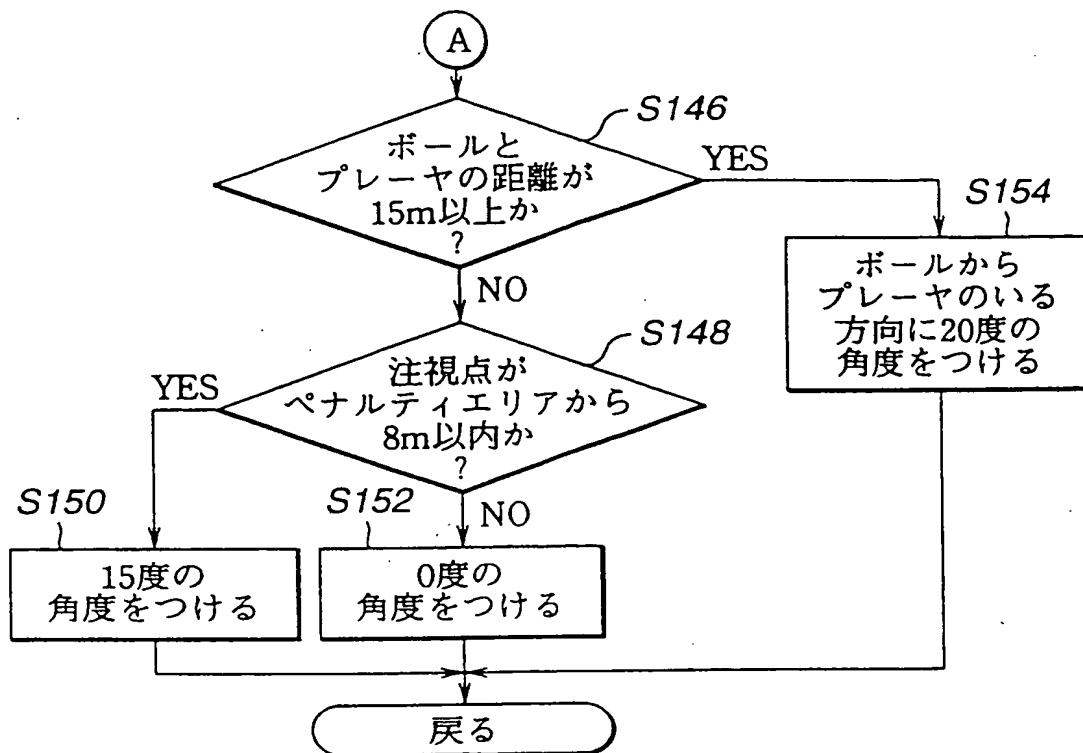 A
S146
ボールと
プレーヤの距離が
15m以上か
?
YES
NO
S154
ボールから
プレーヤのいる
方向に20度の
角度をつける
S148
注視点が
ペナルティエリアから
8m以内か
?
YES
NO
S150
15度の
角度をつける
S152
0度の
角度をつける
戻る